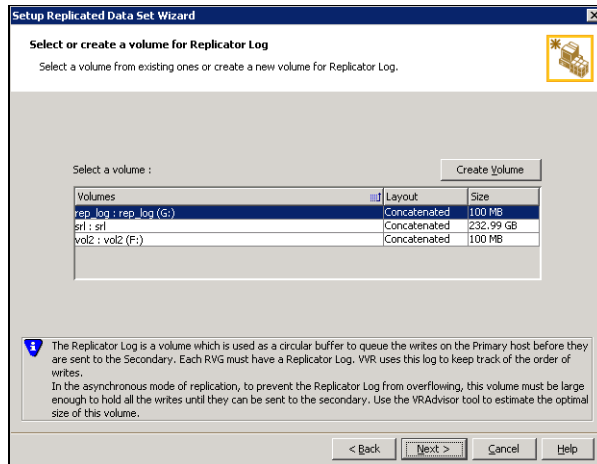 Setup Replicated Data Set Wizard
Select or create a volume for Replicator Log
Select a volume from existing ones or create a new volume for Replicator Log.
Select a volume :
Create Volume
Volumes Layout Size
rep_log : rep_log (G:) Concatenated 100 MB
srl : srl Concatenated 232.99 GB
vol2 : vol2 (F:) Concatenated 100 MB
The Replicator Log is a volume which is used as a circular buffer to queue the writes on the Primary host before they
are sent to the Secondary. Each RVG must have a Replicator Log. VVR uses this log to keep track of the order of
writes.
In the asynchronous mode of replication, to prevent the Replicator Log from overflowing, this volume must be large
enough to hold all the writes until they can be sent to the secondary. Use the VRAdvisor tool to estimate the optimal
size of this volume.
< Back Next > Cancel Help